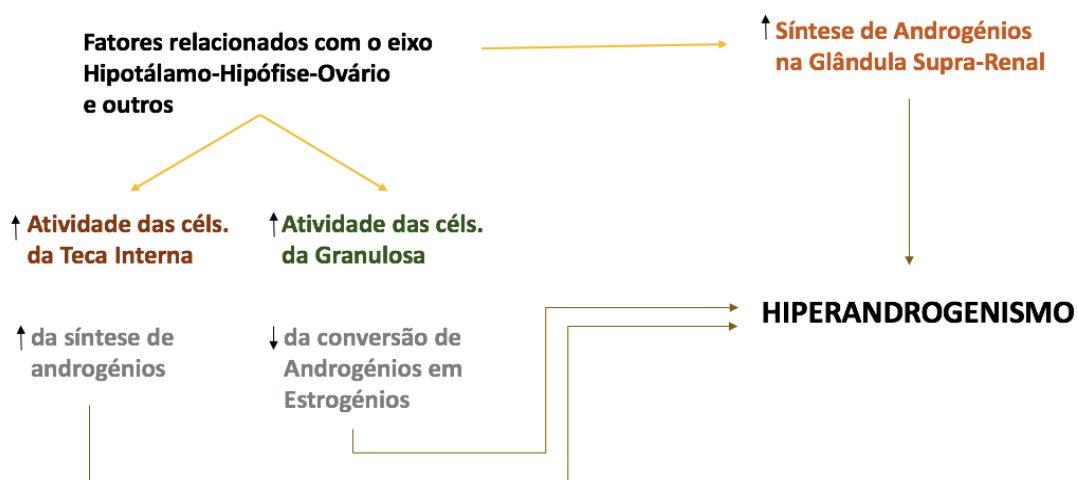 Fatores relacionados com o eixo
Hipotálamo-Hipófise-Ovário
e outros
↑ Síntese de Androgénios
na Glândula Supra-Renal
↑ Atividade das céls.
da Teca Interna
↑ Atividade das céls.
da Granulosa
↑ da síntese de
androgénios
↓ da conversão de
Androgénios em
Estrogénios
HIPERANDROGENISMO